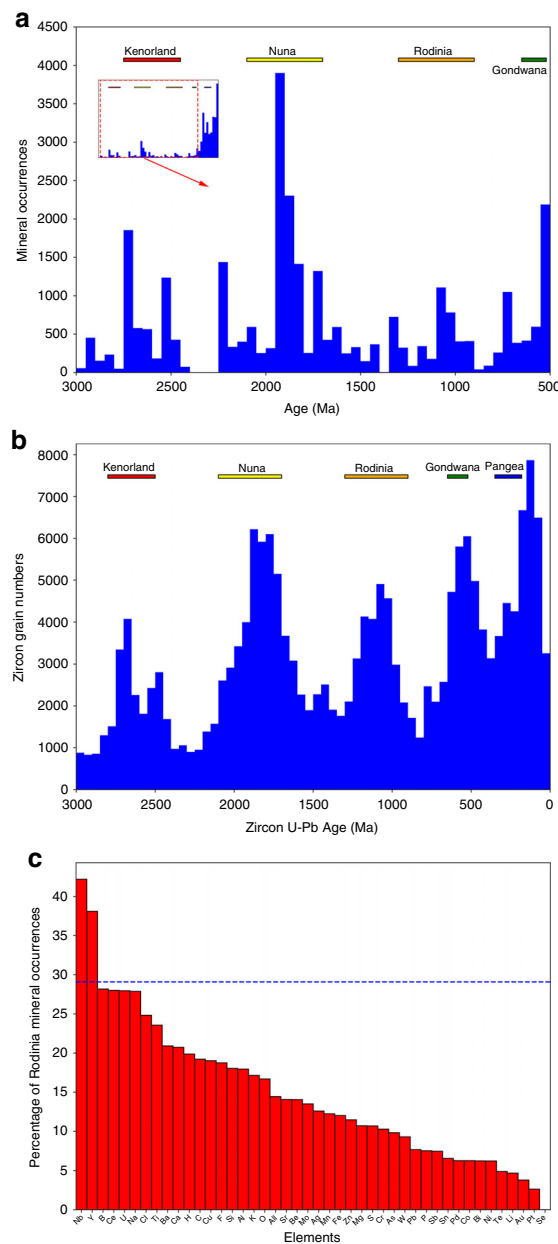 a
4500
4000
3500
3000
2500
2000
1500
1000
500
0
Mineral occurrences
Kenorland
Nuna
Rodinia
Gondwana
3000
2500
2000
1500
1000
500
Age (Ma)
b
8000
7000
6000
5000
4000
3000
2000
1000
0
Zircon grain numbers
Kenorland
Nuna
Rodinia
Gondwana
Pangea
3000
2500
2000
1500
1000
500
0
Zircon U-Pb Age (Ma)
c
40
35
30
25
20
15
10
5
0
Percentage of Rodinia mineral occurrences
Nb Y B Ce U Na Cl Ti Ba Ca H C Cu F Si Al K O All Sr Be Mo Ag Mn Fe Zn Mg S Cr As W Pb P Sb Sn Pd Co Bi Ni Te Li Au Pt Se
Elements